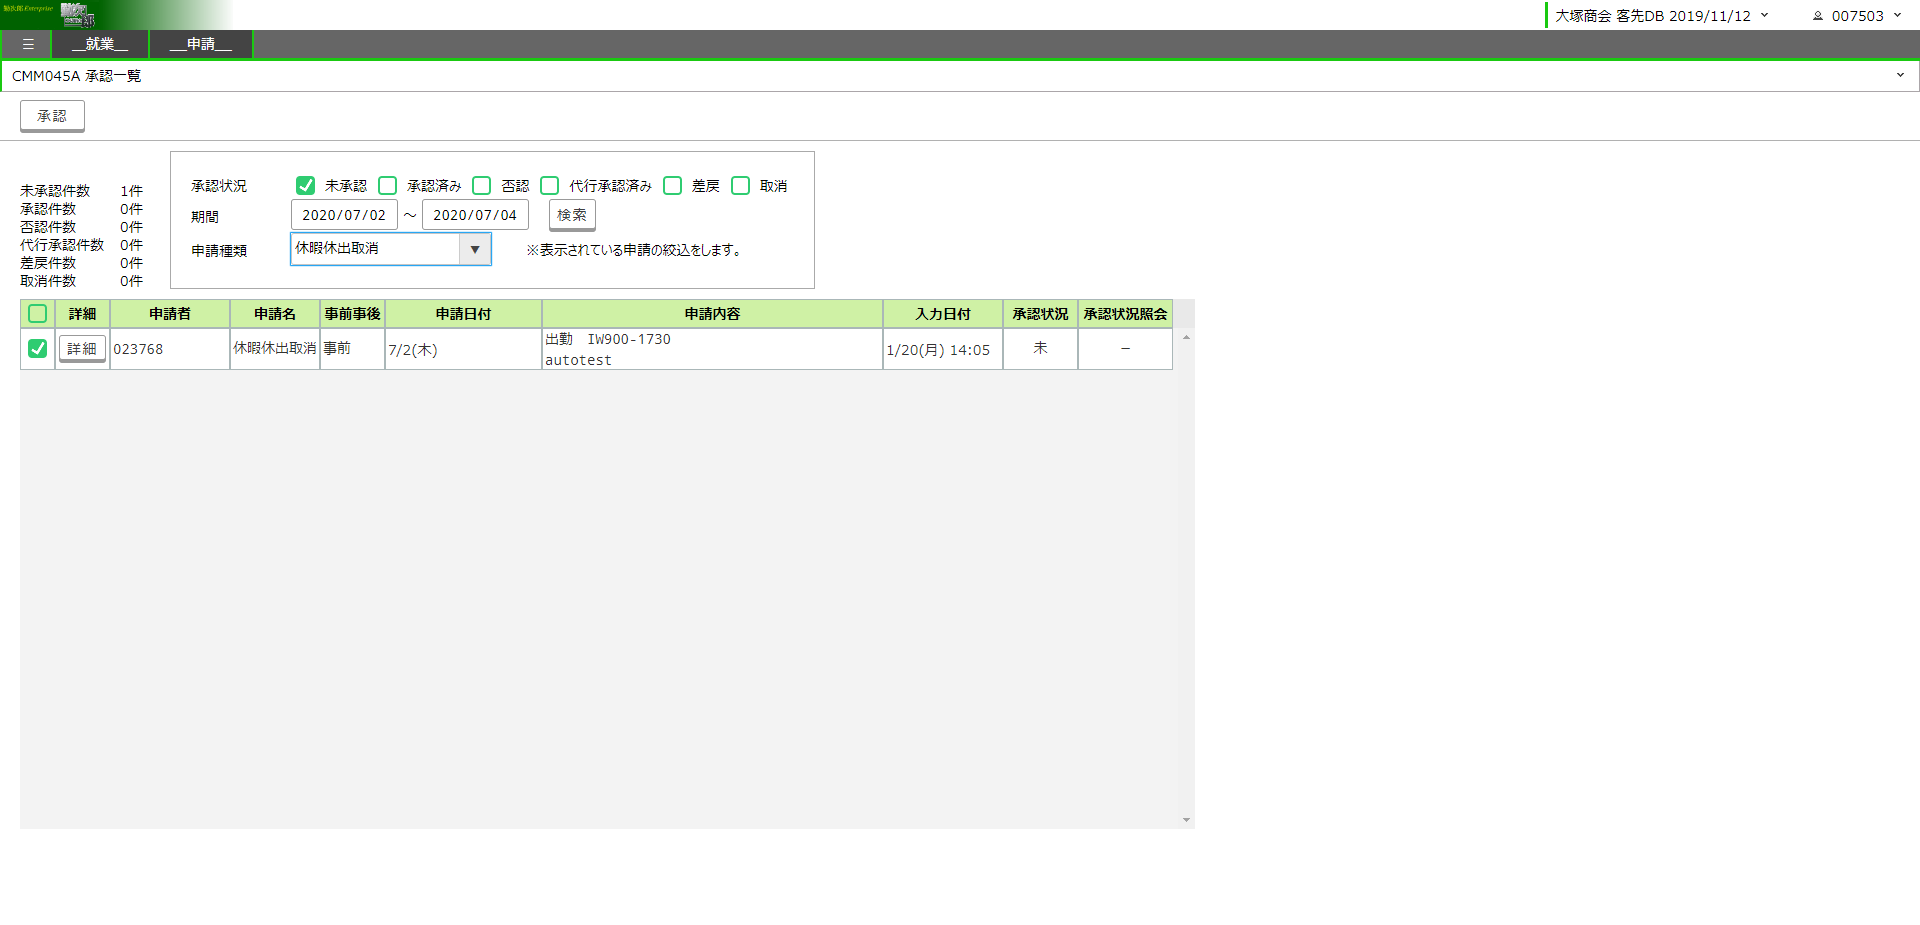 勤次郎 Enterprise
大塚商会 客先DB 2019/11/12
007503
__就業__
__申請__
CMM045A 承認一覧
承認
未承認件数 1件
承認件数 0件
否認件数 0件
代行承認件数 0件
差戻件数 0件
取消件数 0件
承認状況 未承認 承認済み 否認 代行承認済み 差戻 取消
期間 2020/07/02 ～ 2020/07/04 検索
申請種類 休暇休出取消 ▼ ※表示されている申請の絞込をします。
詳細 申請者 申請名 事前事後 申請日付 申請内容 入力日付 承認状況 承認状況照会
詳細 023768 休暇休出取消 事前 7/2(木) 出勤　IW900-1730 1/20(月) 14:05 未 －
autotest